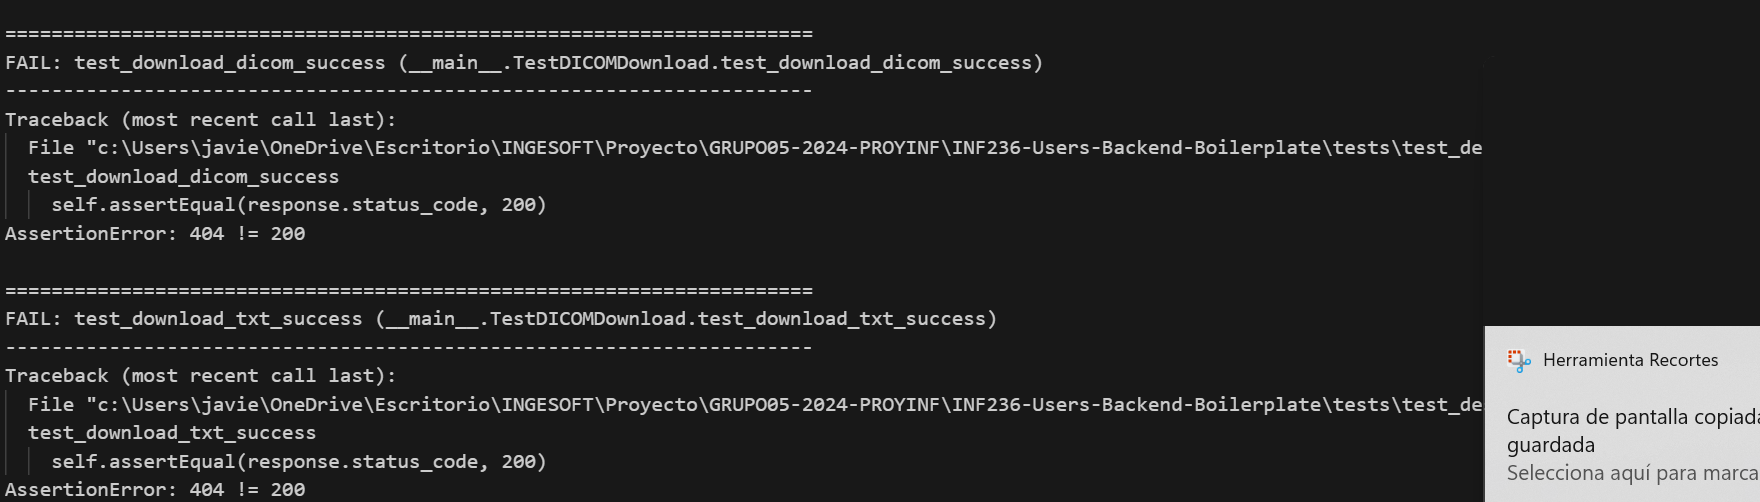 ======================================================================
FAIL: test_download_dicom_success (__main__.TestDICOMDownload.test_download_dicom_success)
----------------------------------------------------------------------
Traceback (most recent call last):
File "c:\Users\javie\OneDrive\Escritorio\INGESOFT\Proyecto\GRUPO05-2024-PROYINF\INF236-Users-Backend-Boilerplate\tests\test_de
test_download_dicom_success
self.assertEqual(response.status_code, 200)
AssertionError: 404 != 200
======================================================================
FAIL: test_download_txt_success (__main__.TestDICOMDownload.test_download_txt_success)
----------------------------------------------------------------------
Traceback (most recent call last):
File "c:\Users\javie\OneDrive\Escritorio\INGESOFT\Proyecto\GRUPO05-2024-PROYINF\INF236-Users-Backend-Boilerplate\tests\test_de
test_download_txt_success
self.assertEqual(response.status_code, 200)
AssertionError: 404 != 200
Herramienta Recortes
Captura de pantalla copiada
guardada
Selecciona aquí para marca